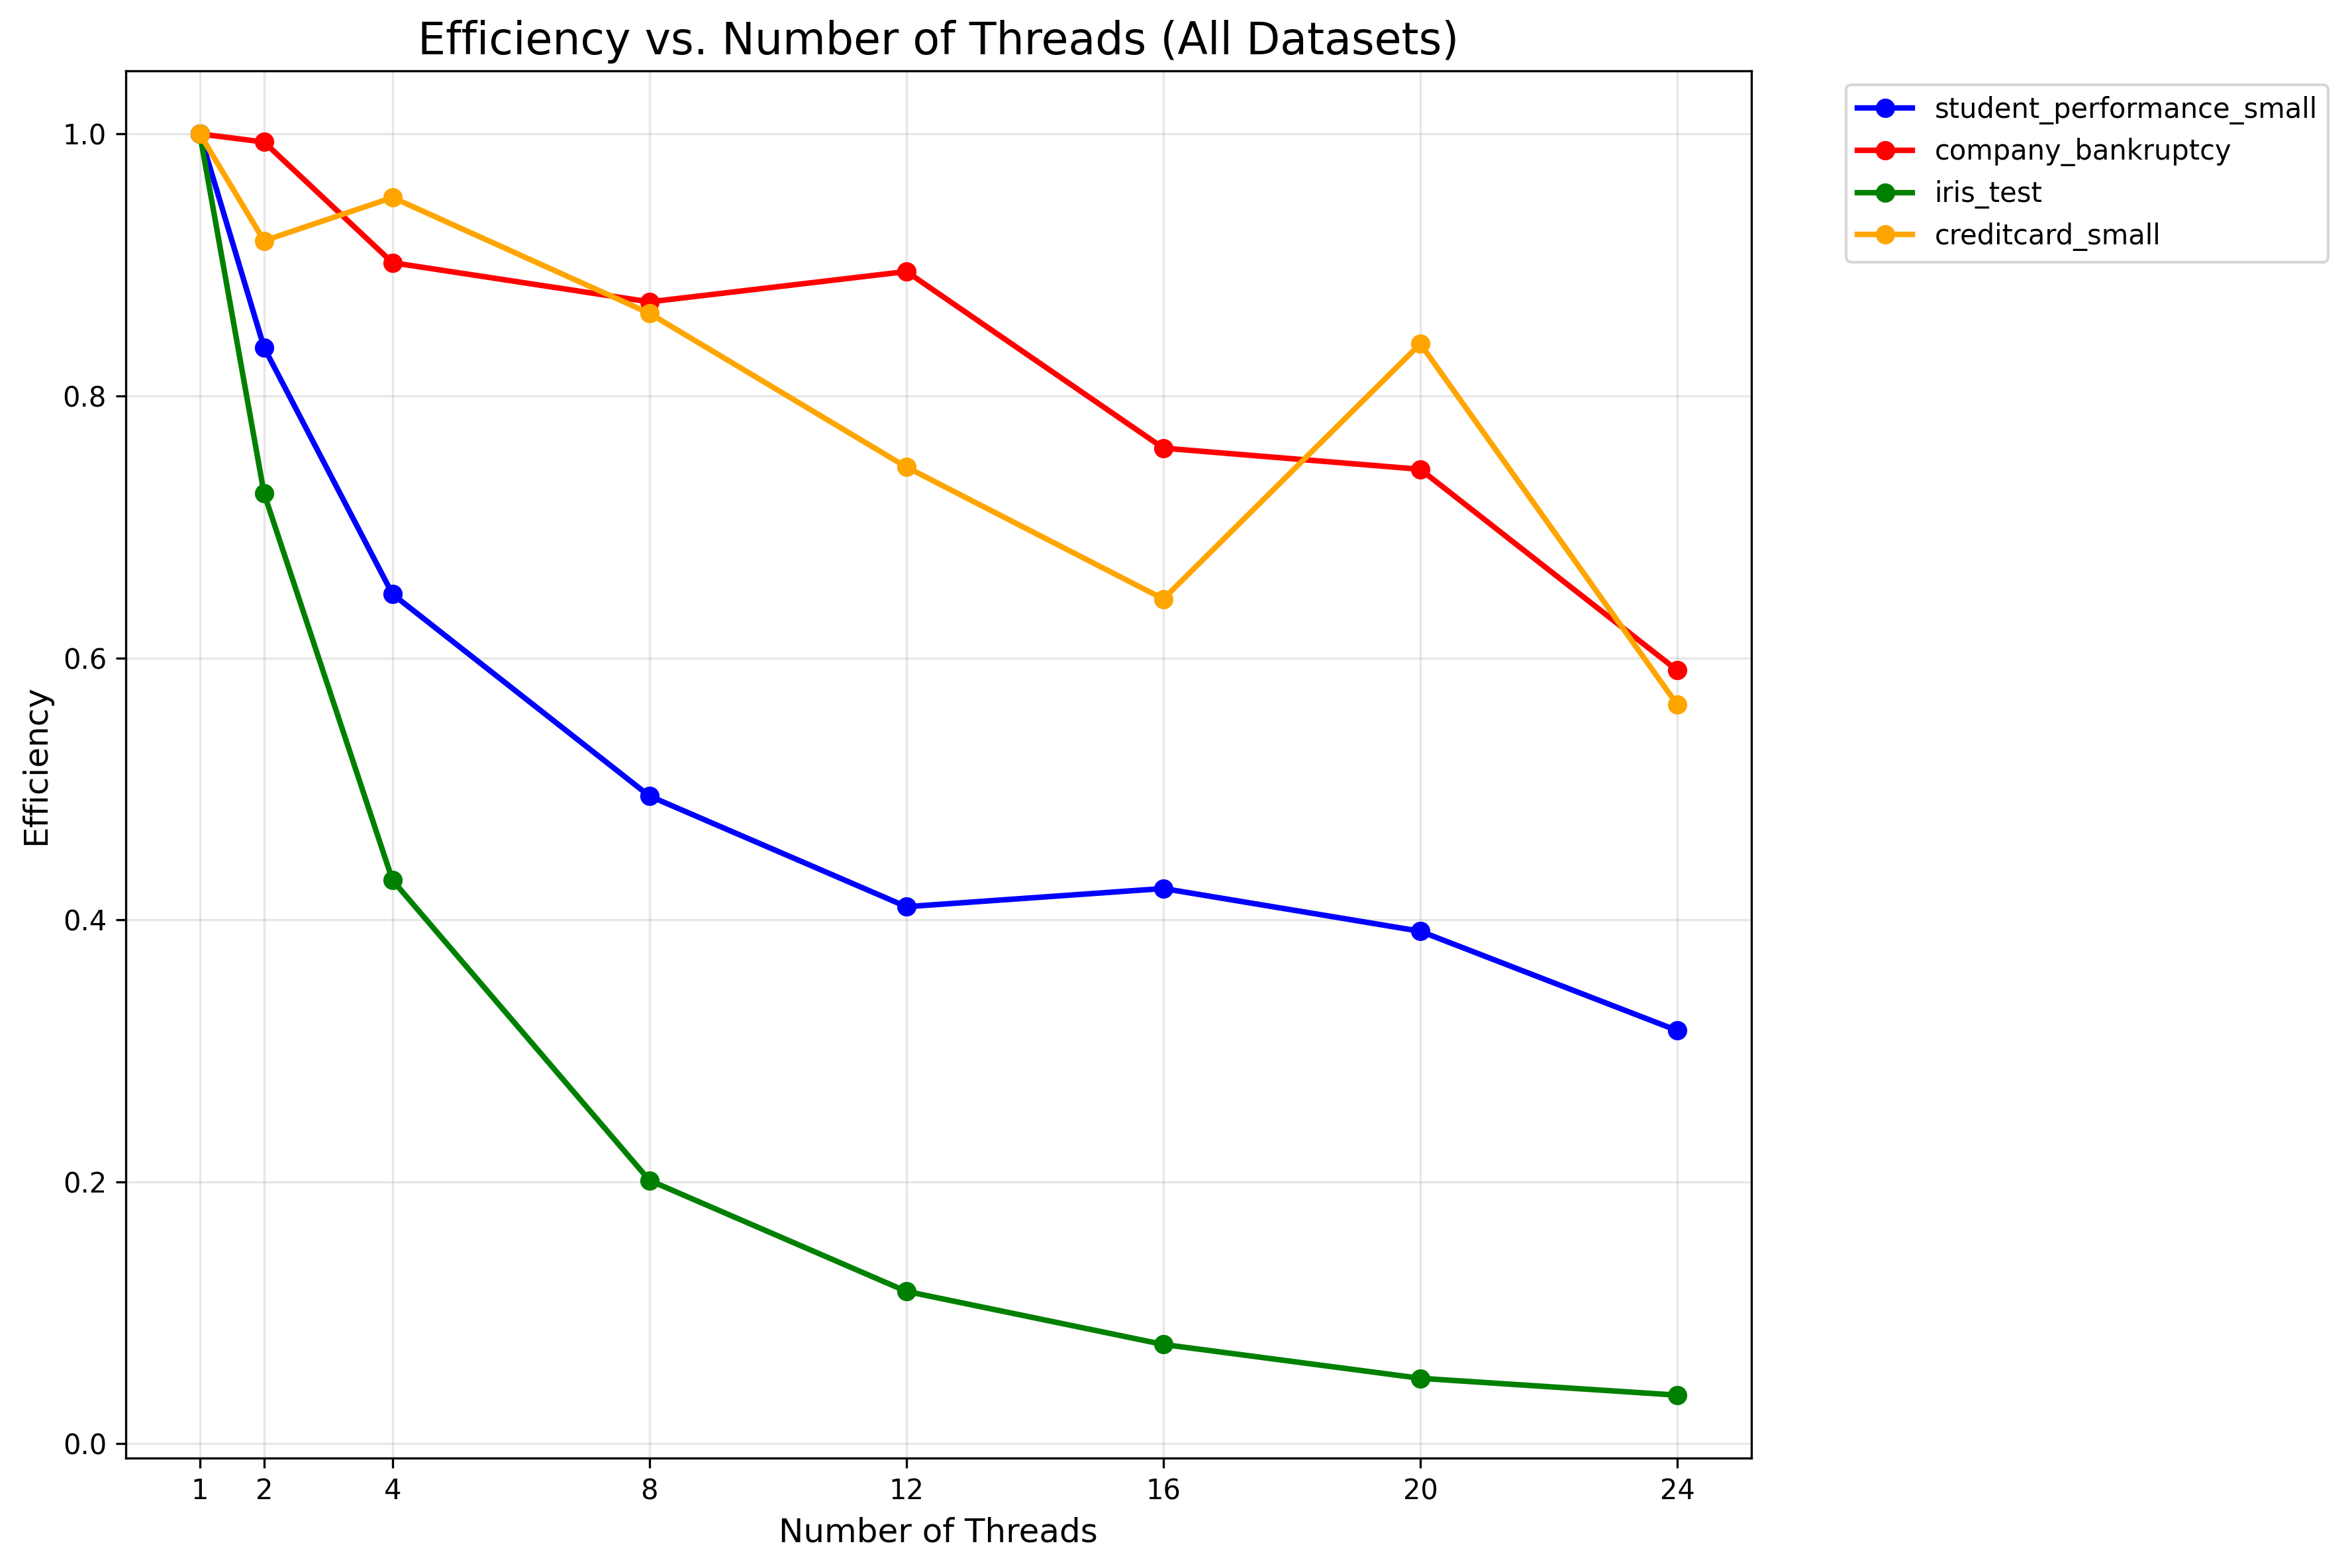 Efficiency vs. Number of Threads (All Datasets)
student_performance_small
company_bankruptcy
iris_test
creditcard_small
Efficiency
1.0
0.8
0.6
0.4
0.2
0.0
1 2 4 8 12 16 20 24
Number of Threads